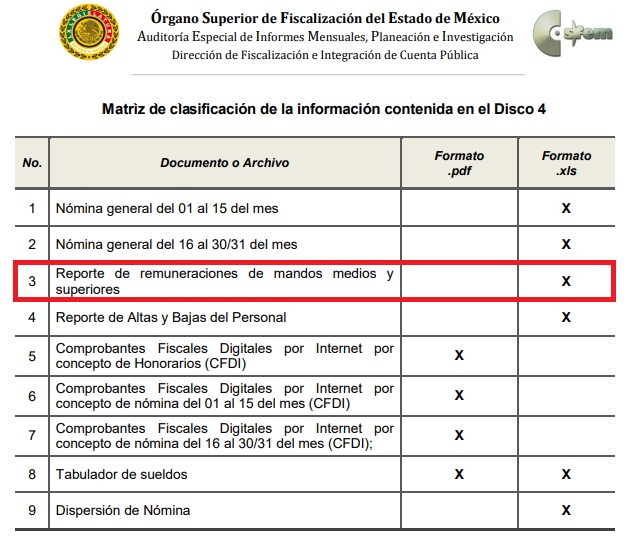 Órgano Superior de Fiscalización del Estado de México
Auditoría Especial de Informes Mensuales, Planeación e Investigación
Dirección de Fiscalización e Integración de Cuenta Pública
osfem
Matrìz de clasificación de la información contenida en el Disco 4
No. Documento o Archivo Formato .pdf Formato .xls
1 Nómina general del 01 al 15 del mes X
2 Nómina general del 16 al 30/31 del mes X
3 Reporte de remuneraciones de mandos medios y
superiores X
4 Reporte de Altas y Bajas del Personal X
5 Comprobantes Fiscales Digitales por Internet por
concepto de Honorarios (CFDI) X
6 Comprobantes Fiscales Digitales por Internet por
concepto de nómina del 01 al 15 del mes (CFDI) X
7 Comprobantes Fiscales Digitales por Internet por
concepto de nómina del 16 al 30/31 del mes (CFDI); X
8 Tabulador de sueldos X X
9 Dispersión de Nómina X